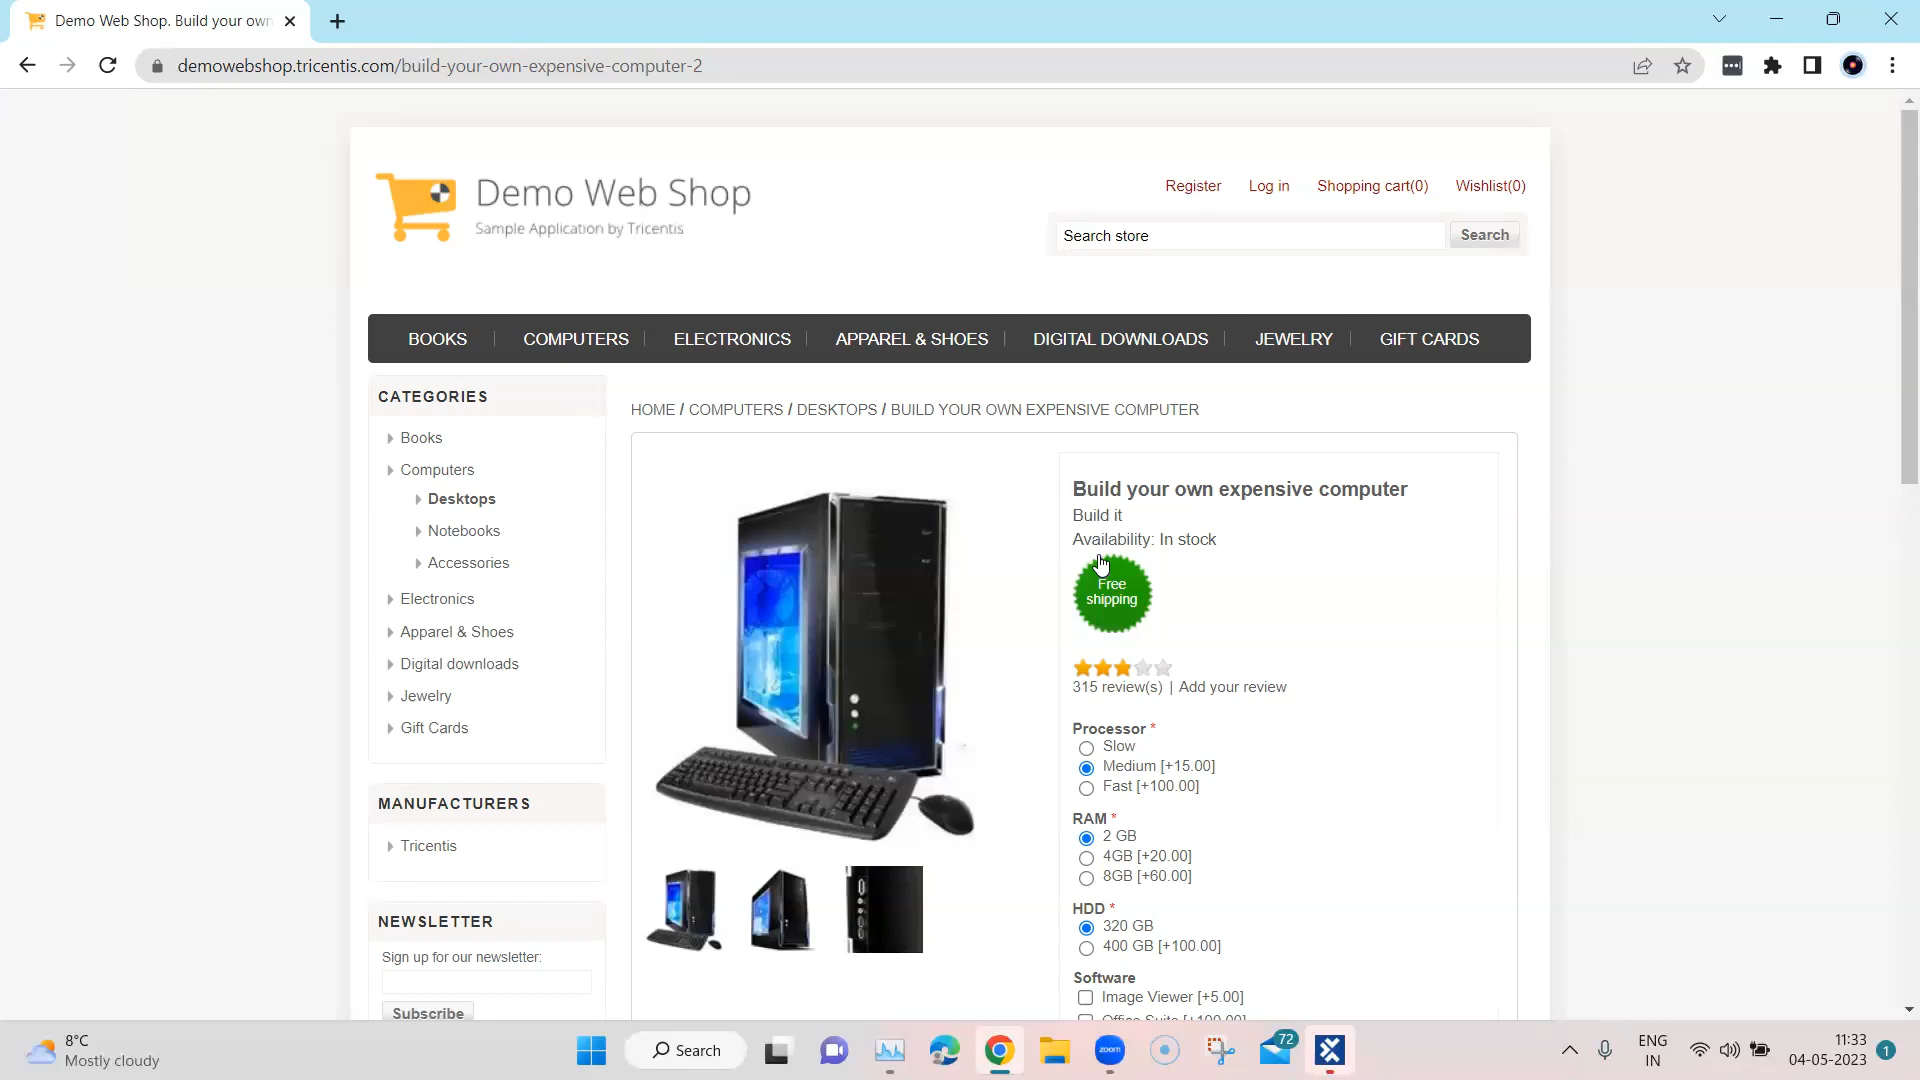 Demo Web Shop. Build your own
demowebshop.tricentis.com/build-your-own-expensive-computer-2
Demo Web Shop
Sample Application by Tricentis
Register Log in Shopping cart(0) Wishlist(0)
Search store Search
BOOKS COMPUTERS ELECTRONICS APPAREL & SHOES DIGITAL DOWNLOADS JEWELRY GIFT CARDS
CATEGORIES
Books
Computers
Desktops
Notebooks
Accessories
Electronics
Apparel & Shoes
Digital downloads
Jewelry
Gift Cards
MANUFACTURERS
Tricentis
NEWSLETTER
Sign up for our newsletter:
Subscribe
HOME / COMPUTERS / DESKTOPS / BUILD YOUR OWN EXPENSIVE COMPUTER
Build your own expensive computer
Build it
Availability: In stock
Free
shipping
315 review(s) | Add your review
Processor *
Slow
Medium [+15.00]
Fast [+100.00]
RAM *
2 GB
4GB [+20.00]
8GB [+60.00]
HDD *
320 GB
400 GB [+100.00]
Software
Image Viewer [+5.00]
Office Suite [+100.00]
8°C
Mostly cloudy
Search
zoom
72
ENG
IN
11:33
04-05-2023
1